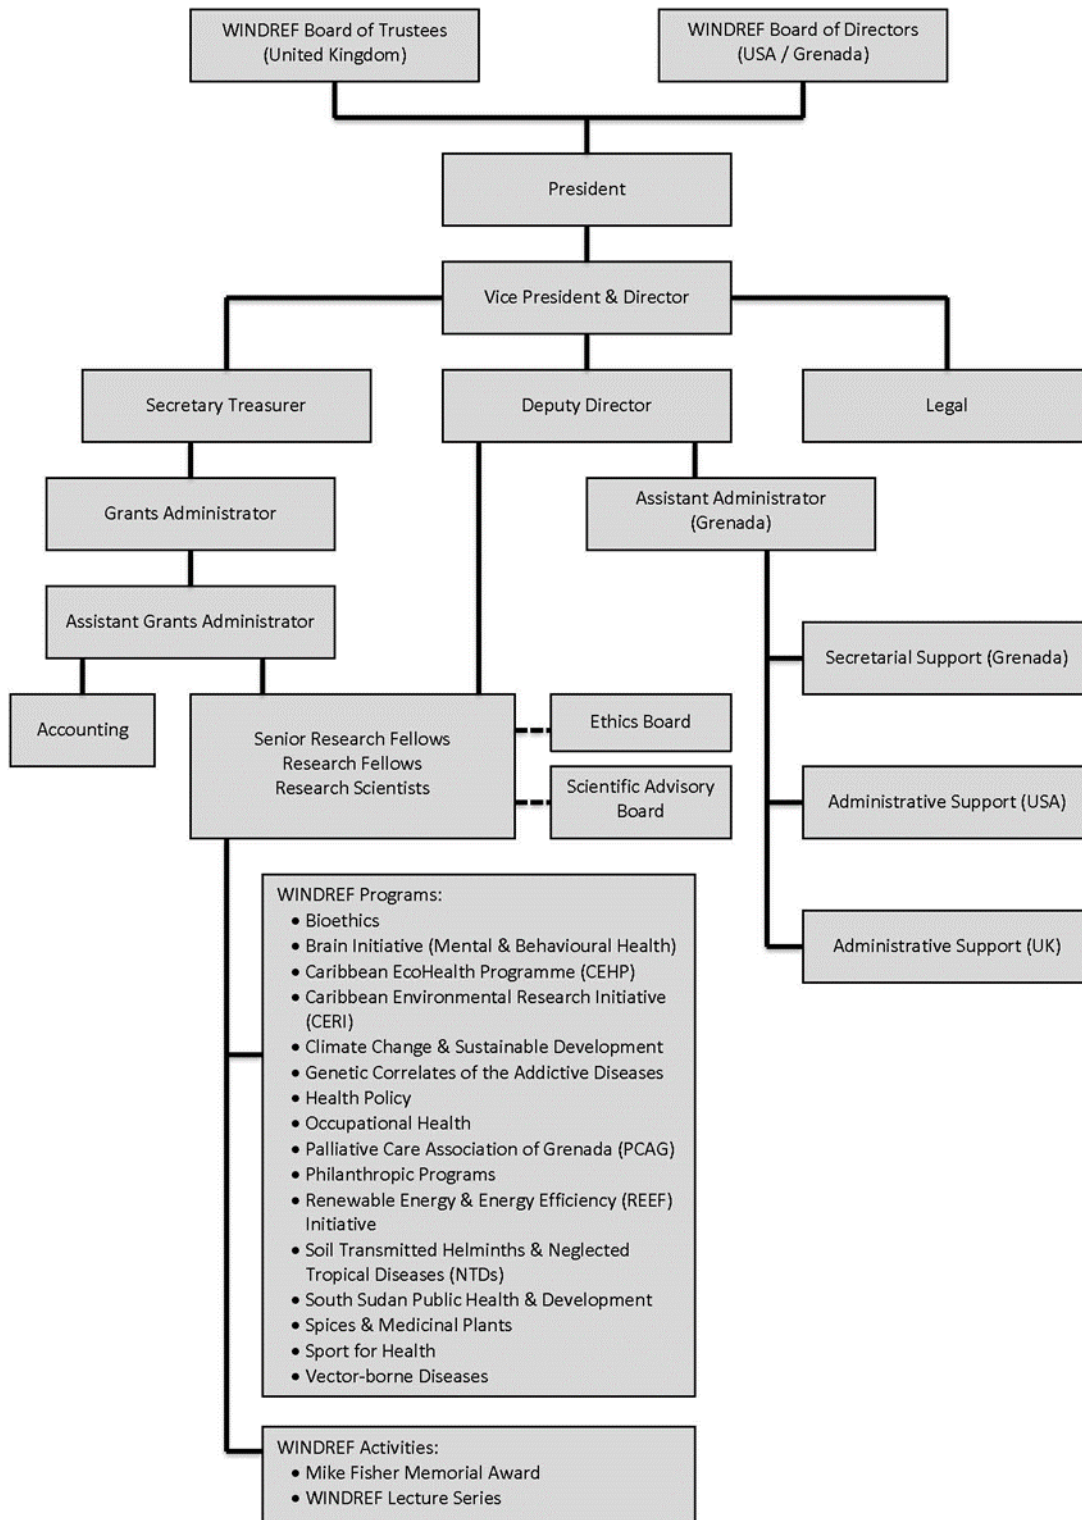 WINDREF Board of Trustees
(United Kingdom)
WINDREF Board of Directors
(USA / Grenada)
President
Vice President & Director
Secretary Treasurer
Deputy Director
Legal
Grants Administrator
Assistant Administrator
(Grenada)
Assistant Grants Administrator
Secretarial Support (Grenada)
Accounting
Senior Research Fellows
Research Fellows
Research Scientists
Ethics Board
Scientific Advisory
Board
Administrative Support (USA)
Administrative Support (UK)
WINDREF Programs:
• Bioethics
• Brain Initiative (Mental & Behavioural Health)
• Caribbean EcoHealth Programme (CEHP)
• Caribbean Environmental Research Initiative
(CERI)
• Climate Change & Sustainable Development
• Genetic Correlates of the Addictive Diseases
• Health Policy
• Occupational Health
• Palliative Care Association of Grenada (PCAG)
• Philanthropic Programs
• Renewable Energy & Energy Efficiency (REEF)
Initiative
• Soil Transmitted Helminths & Neglected
Tropical Diseases (NTDs)
• South Sudan Public Health & Development
• Spices & Medicinal Plants
• Sport for Health
• Vector-borne Diseases
WINDREF Activities:
• Mike Fisher Memorial Award
• WINDREF Lecture Series